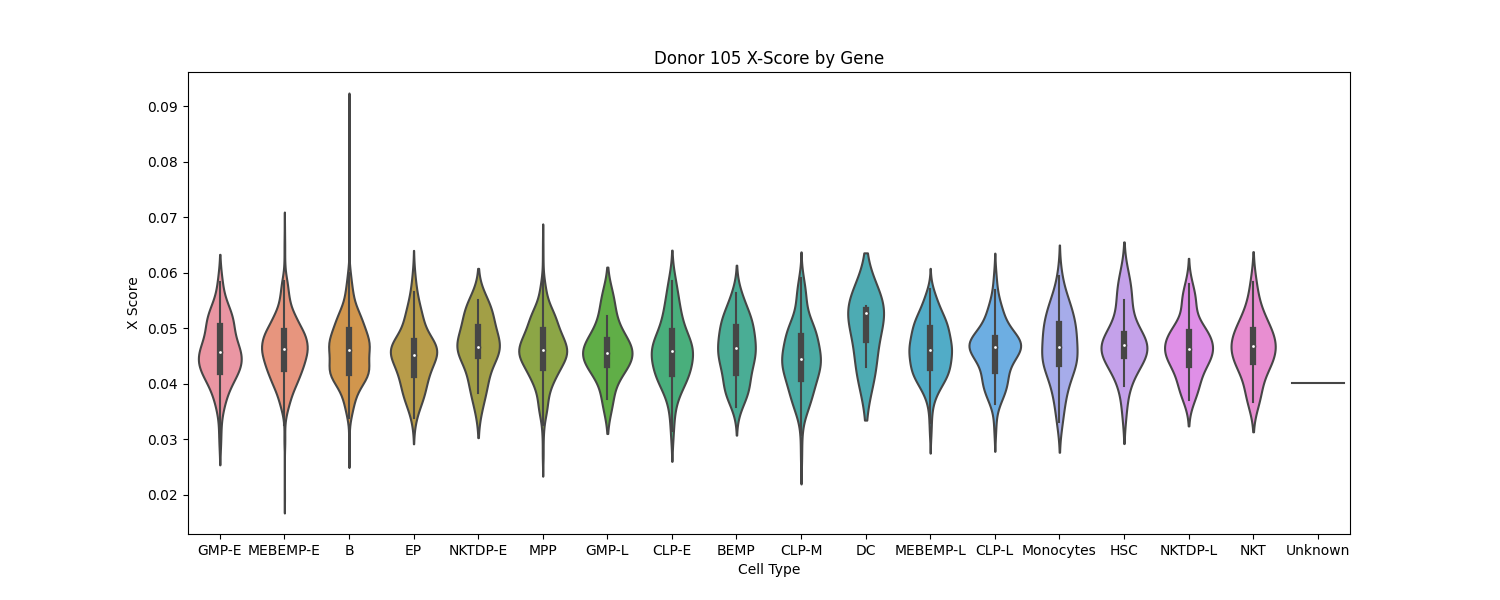 Donor 105 X-Score by Gene
X Score
0.09
0.08
0.07
0.06
0.05
0.04
0.03
0.02
GMP-E MEBEMP-E B EP NKTDP-E MPP GMP-L CLP-E BEMP CLP-M DC MEBEMP-L CLP-L Monocytes HSC NKTDP-L NKT Unknown
Cell Type